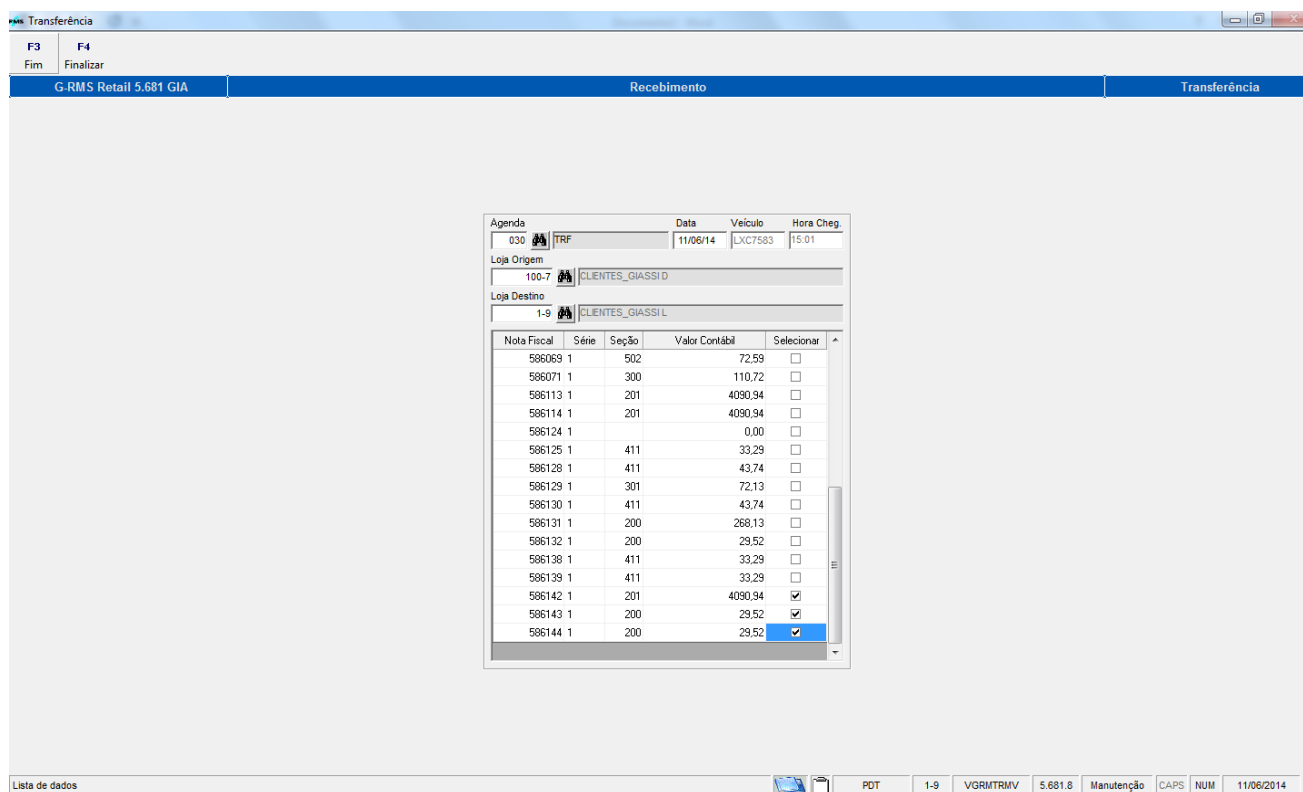 RMS Transferência
F3 F4
Fim Finalizar
G-RMS Retail 5.681 GIA Recebimento Transferência
Agenda Data Veículo Hora Cheg.
030 TRF 11/06/14 LXC7583 15:01
Loja Origem
100-7 CLIENTES_GIASSI D
Loja Destino
1-9 CLIENTES_GIASSI L
Nota Fiscal Série Seção Valor Contábil Selecionar
586069 1 502 72,59
586071 1 300 110,72
586113 1 201 4090,94
586114 1 201 4090,94
586124 1 0,00
586125 1 411 33,29
586128 1 411 43,74
586129 1 301 72,13
586130 1 411 43,74
586131 1 200 268,13
586132 1 200 29,52
586138 1 411 33,29
586139 1 411 33,29
586142 1 201 4090,94
586143 1 200 29,52
586144 1 200 29,52
Lista de dados PDT 1-9 VGRMTRMV 5.681.8 Manutenção CAPS NUM 11/06/2014